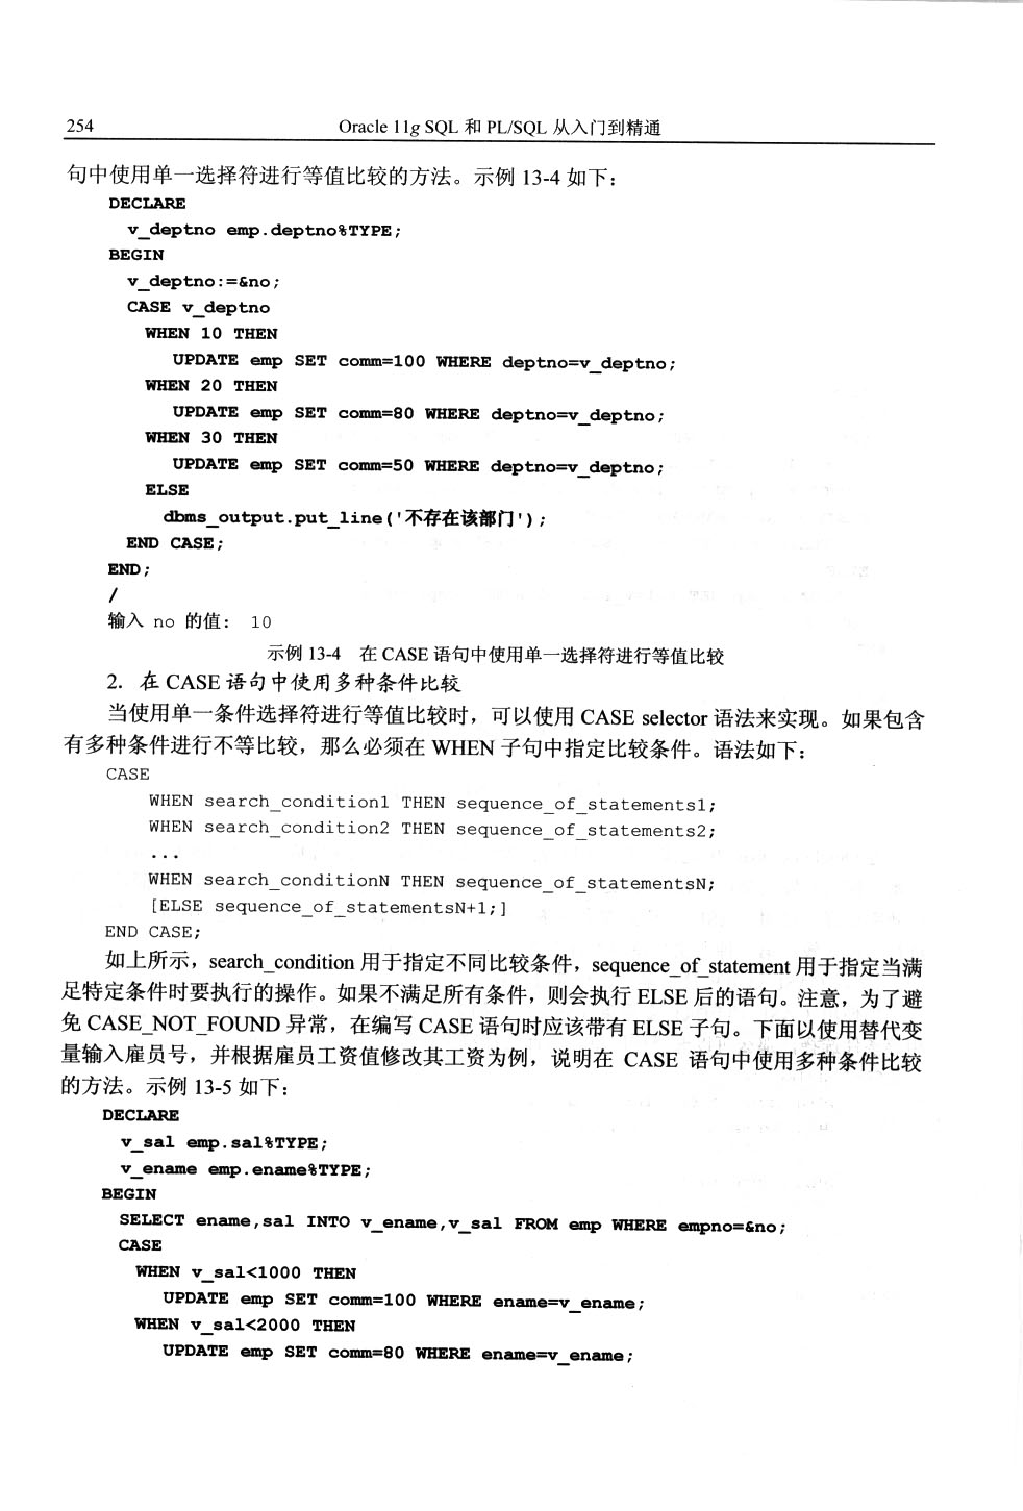 254
Oracle 11g SQL 和 PL/SQL 从入门到精通
句中使用单一选择符进行等值比较的方法。示例 13-4 如下：
DECLARE
v_deptno emp.deptno%TYPE;
BEGIN
v_deptno:=&no;
CASE v_deptno
WHEN 10 THEN
UPDATE emp SET comm=100 WHERE deptno=v_deptno;
WHEN 20 THEN
UPDATE emp SET comm=80 WHERE deptno=v_deptno;
WHEN 30 THEN
UPDATE emp SET comm=50 WHERE deptno=v_deptno;
ELSE
dbms_output.put_line('不存在该部门');
END CASE;
END;
/
输入 no 的值： 10
示例 13-4 在 CASE 语句中使用单一选择符进行等值比较
2. 在 CASE 语句中使用多种条件比较
当使用单一条件选择符进行等值比较时，可以使用 CASE selector 语法来实现。如果包含
有多种条件进行不等比较，那么必须在 WHEN 子句中指定比较条件。语法如下：
CASE
WHEN search_condition1 THEN sequence_of_statements1;
WHEN search_condition2 THEN sequence_of_statements2;
...
WHEN search_conditionN THEN sequence_of_statementsN;
[ELSE sequence_of_statementsN+1;]
END CASE;
如上所示，search_condition 用于指定不同比较条件，sequence_of_statement 用于指定当满
足特定条件时要执行的操作。如果不满足所有条件，则会执行 ELSE 后的语句。注意，为了避
免 CASE_NOT_FOUND 异常，在编写 CASE 语句时应该带有 ELSE 子句。下面以使用替代变
量输入雇员号，并根据雇员工资值修改其工资为例，说明在 CASE 语句中使用多种条件比较
的方法。示例 13-5 如下：
DECLARE
v_sal emp.sal%TYPE;
v_ename emp.ename%TYPE;
BEGIN
SELECT ename,sal INTO v_ename,v_sal FROM emp WHERE empno=&no;
CASE
WHEN v_sal<1000 THEN
UPDATE emp SET comm=100 WHERE ename=v_ename;
WHEN v_sal<2000 THEN
UPDATE emp SET comm=80 WHERE ename=v_ename;